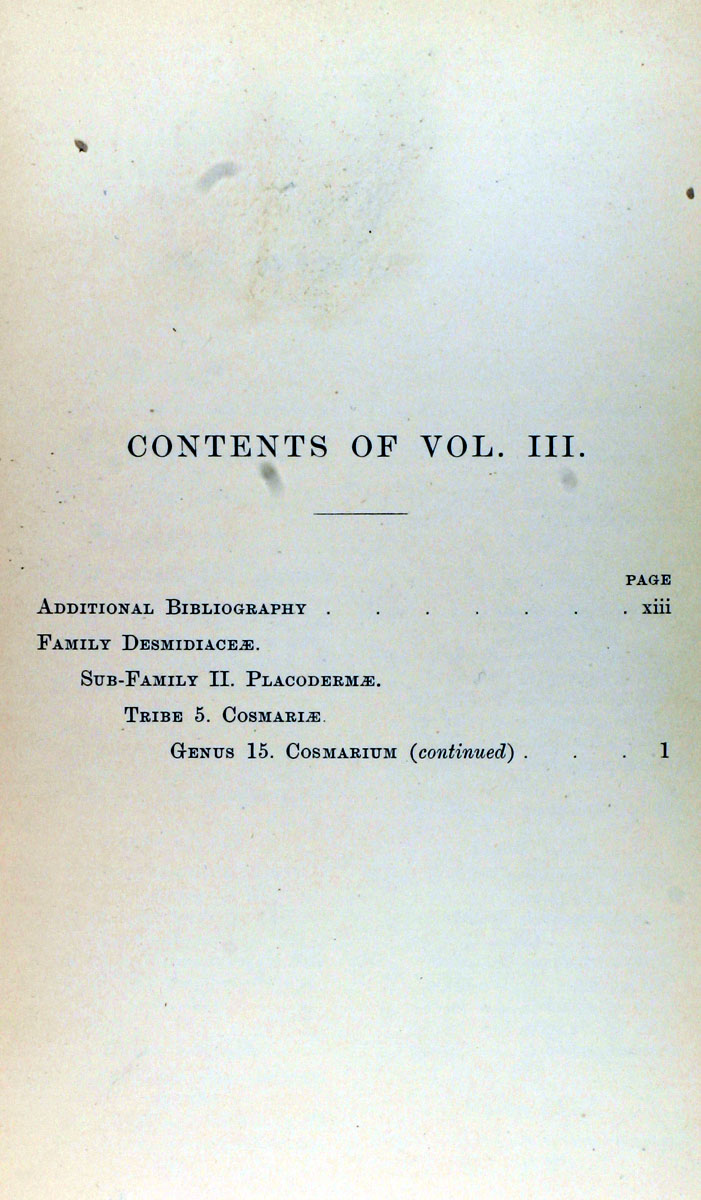 CONTENTS OF VOL. III.
PAGE
ADDITIONAL BIBLIOGRAPHY . . . . . . . xiii
FAMILY DESMIDIACEÆ.
SUB-FAMILY II. PLACODERMÆ.
TRIBE 5. COSMARIÆ.
GENUS 15. COSMARIUM (continued) . . . 1